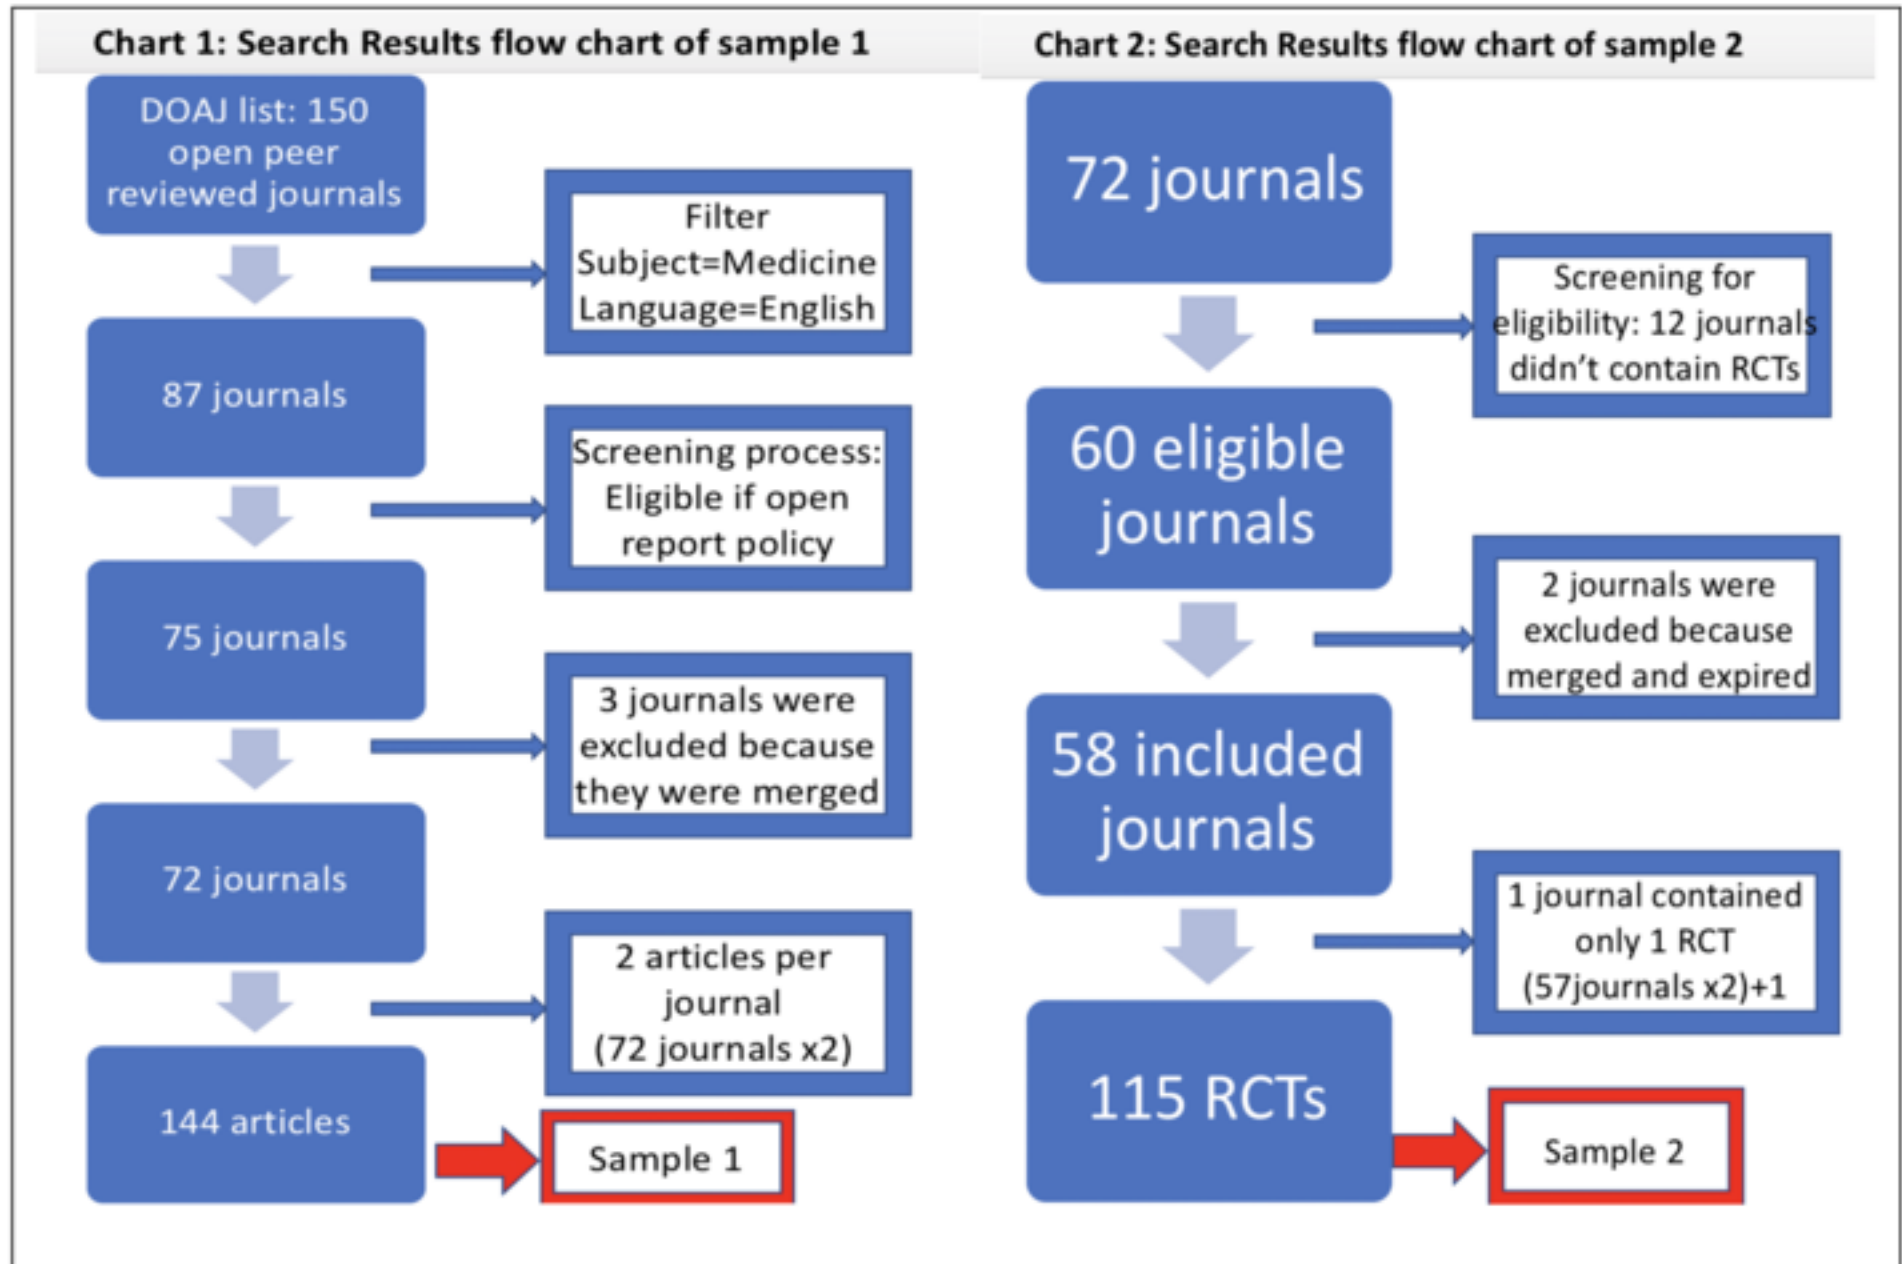 Chart 1: Search Results flow chart of sample 1
DOAJ list: 150
open peer
reviewed journals
Filter
Subject=Medicine
Language=English
87 journals
Screening process:
Eligible if open
report policy
75 journals
3 journals were
excluded because
they were merged
72 journals
2 articles per
journal
(72 journals x2)
144 articles
Sample 1
Chart 2: Search Results flow chart of sample 2
72 journals
Screening for
eligibility: 12 journals
didn't contain RCTs
60 eligible
journals
2 journals were
excluded because
merged and expired
58 included
journals
1 journal contained
only 1 RCT
(57journals x2)+1
115 RCTs
Sample 2